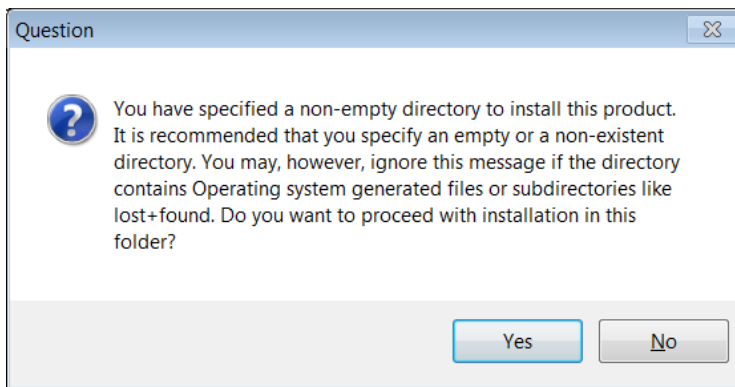 Question
You have specified a non-empty directory to install this product.
It is recommended that you specify an empty or a non-existent
directory. You may, however, ignore this message if the directory
contains Operating system generated files or subdirectories like
lost+found. Do you want to proceed with installation in this
folder?
Yes
No